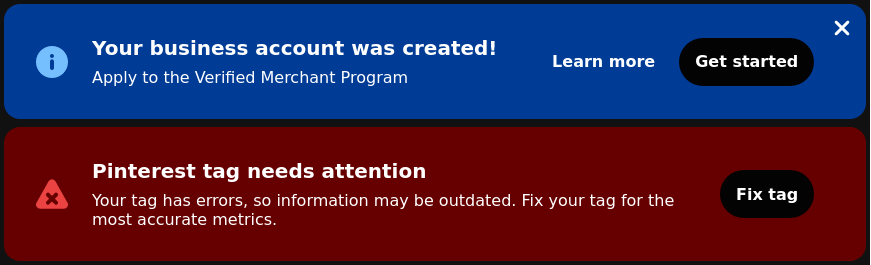 Your business account was created!
Apply to the Verified Merchant Program
Learn more
Get started
Pinterest tag needs attention
Your tag has errors, so information may be outdated. Fix your tag for the
most accurate metrics.
Fix tag